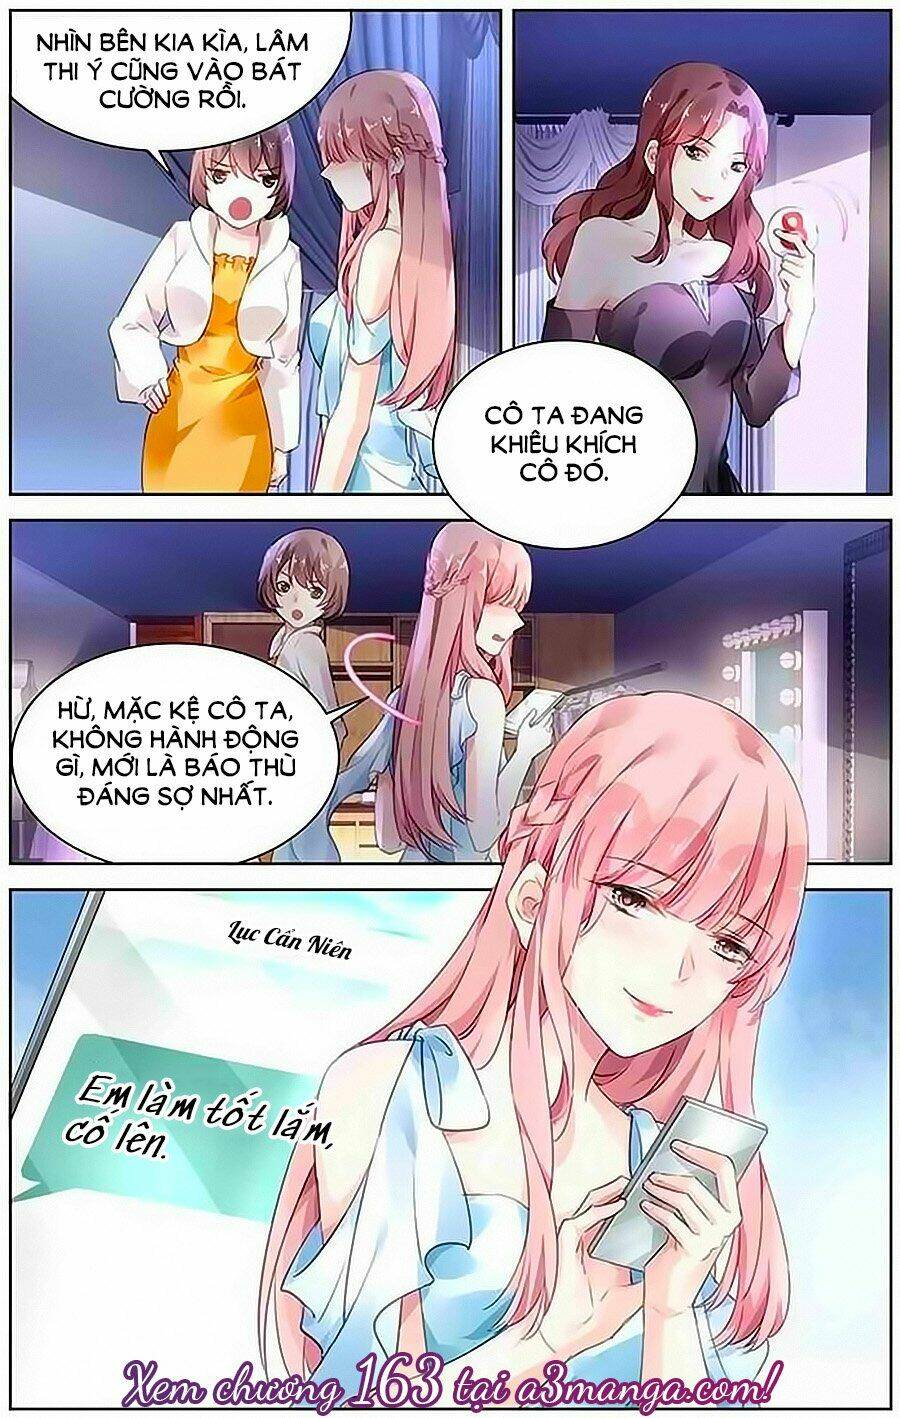 NHÌN BÊN KIA KÌA, LÂM
THI Ý CŨNG VÀO BÁT
CƯỜNG RỒI.
CÔ TA ĐANG
KHIÊU KHÍCH
CÔ ĐÓ.
HỪ, MẶC KỆ CÔ TA,
KHÔNG HÀNH ĐỘNG
GÌ, MỚI LÀ BÁO THÙ
ĐÁNG SỢ NHẤT.
Lục Cẩn Niên
Em làm tốt lắm,
cố lên.
Xem chương 163 tại a3manga.com!